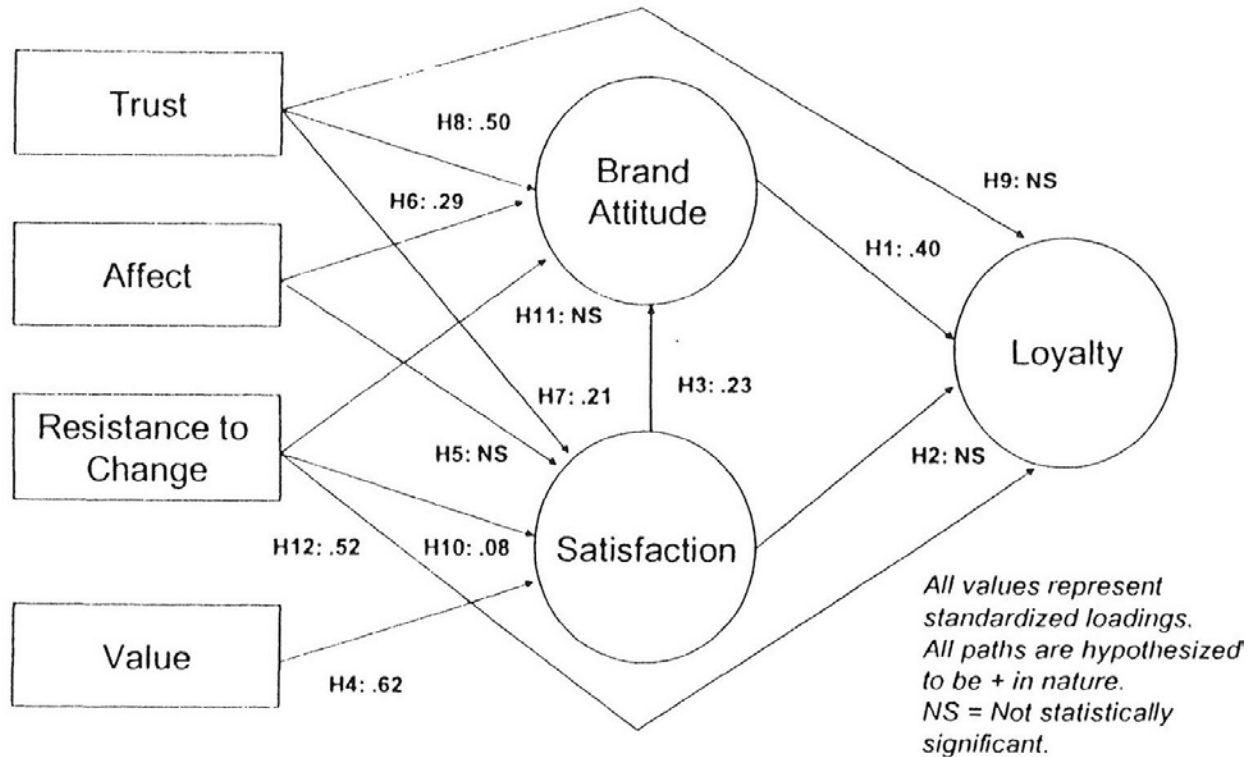 Trust
H8: .50
Brand
Attitude
H9: NS
H6: .29
H1: .40
Affect
H11: NS
Loyalty
H7: .21
H3: .23
Resistance to
Change
H5: NS
H2: NS
H12: .52
H10: .08
Satisfaction
Value
H4: .62
All values represent
standardized loadings.
All paths are hypothesized
to be + in nature.
NS = Not statistically
significant.